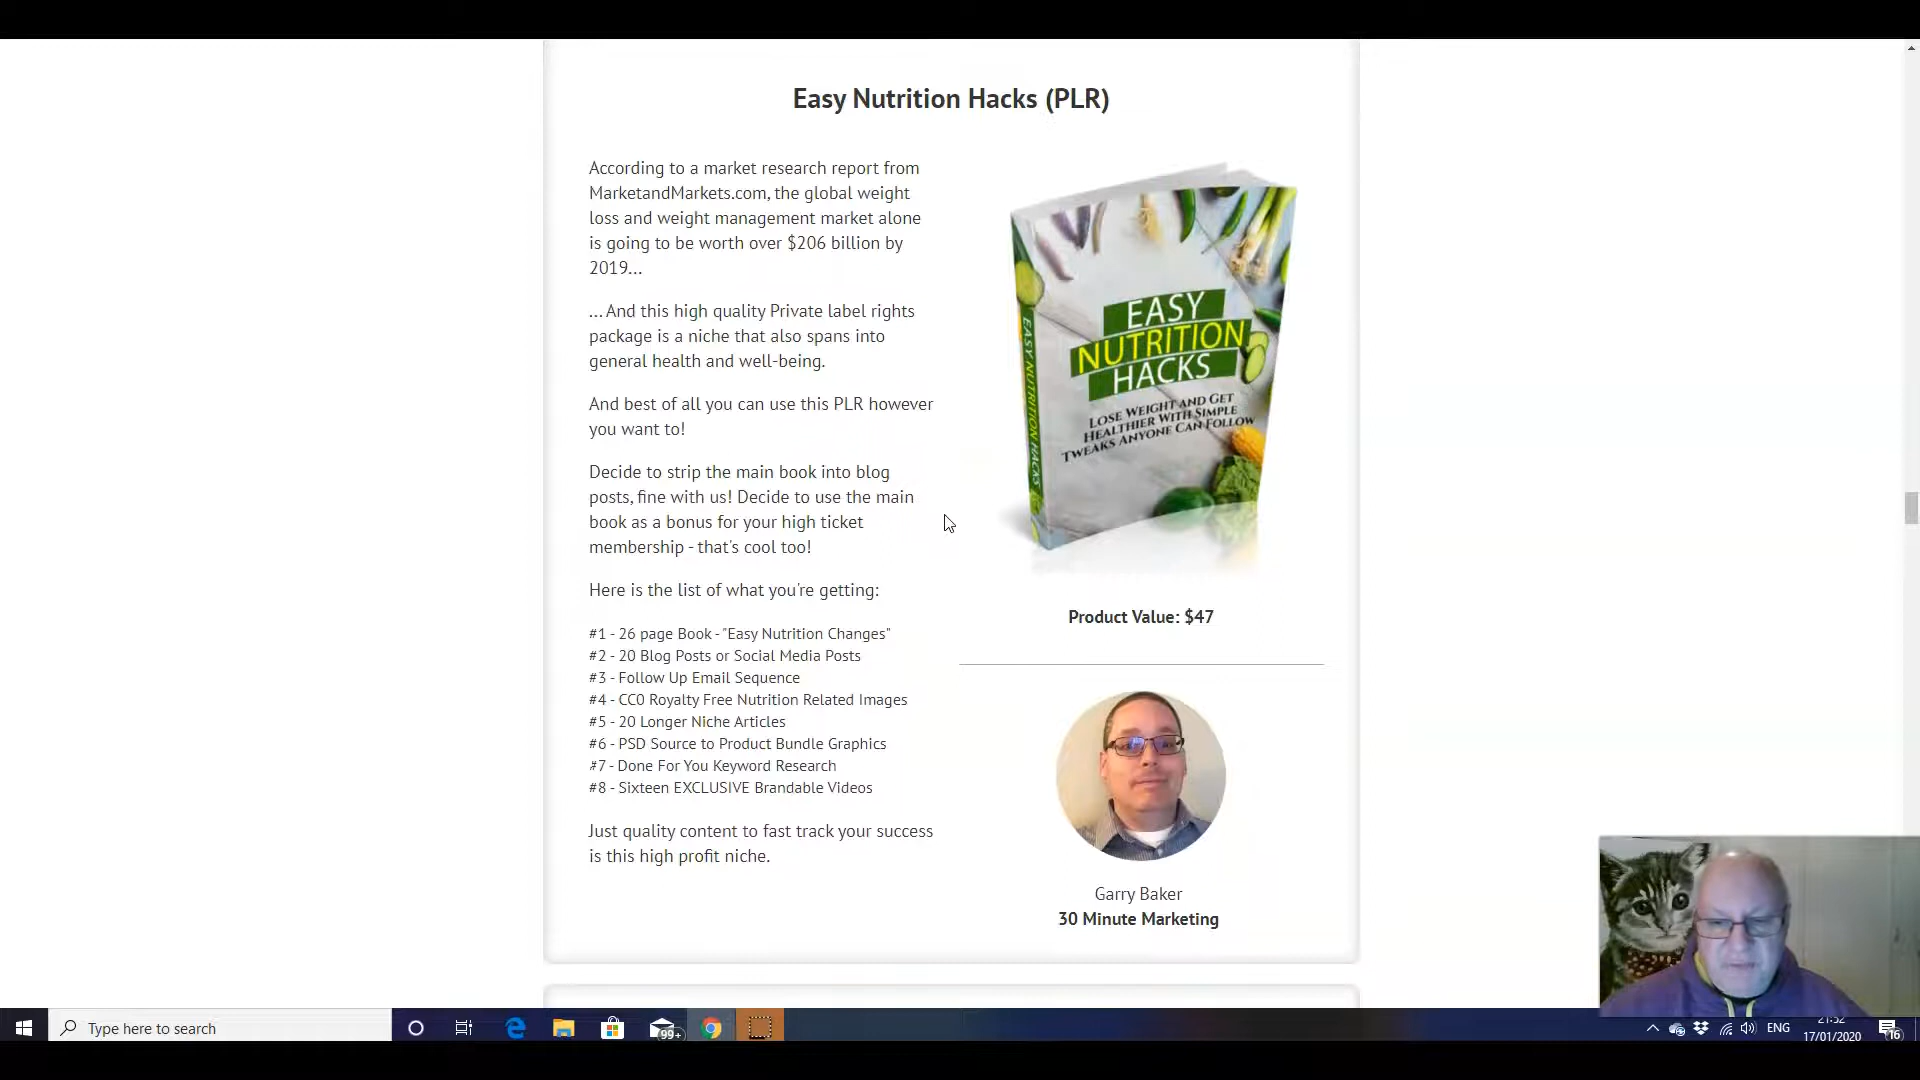 Easy Nutrition Hacks (PLR)
According to a market research report from
MarketandMarkets.com, the global weight
loss and weight management market alone
is going to be worth over $206 billion by
2019...
... And this high quality Private label rights
package is a niche that also spans into
general health and well-being.
And best of all you can use this PLR however
you want to!
Decide to strip the main book into blog
posts, fine with us! Decide to use the main
book as a bonus for your high ticket
membership - that's cool too!
Here is the list of what you're getting:
#1 - 26 page Book - "Easy Nutrition Changes"
#2 - 20 Blog Posts or Social Media Posts
#3 - Follow Up Email Sequence
#4 - CC0 Royalty Free Nutrition Related Images
#5 - 20 Longer Niche Articles
#6 - PSD Source to Product Bundle Graphics
#7 - Done For You Keyword Research
#8 - Sixteen EXCLUSIVE Brandable Videos
Just quality content to fast track your success
is this high profit niche.
EASY NUTRITION HACKS
EASY
NUTRITION
HACKS
LOSE WEIGHT AND GET
HEALTHIER WITH SIMPLE
TWEAKS ANYONE CAN FOLLOW
Product Value: $47
Garry Baker
30 Minute Marketing
Type here to search
99+
ENG
21:52
17/01/2020
16